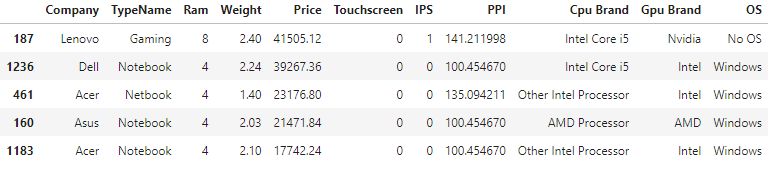 Company TypeName Ram Weight Price Touchscreen IPS PPI Cpu Brand Gpu Brand OS
187 Lenovo Gaming 8 2.40 41505.12 0 1 141.211998 Intel Core i5 Nvidia No OS
1236 Dell Notebook 4 2.24 39267.36 0 0 100.454670 Intel Core i5 Intel Windows
461 Acer Netbook 4 1.40 23176.80 0 0 135.094211 Other Intel Processor Intel Windows
160 Asus Notebook 4 2.03 21471.84 0 0 100.454670 AMD Processor AMD Windows
1183 Acer Notebook 4 2.10 17742.24 0 0 100.454670 Other Intel Processor Intel Windows